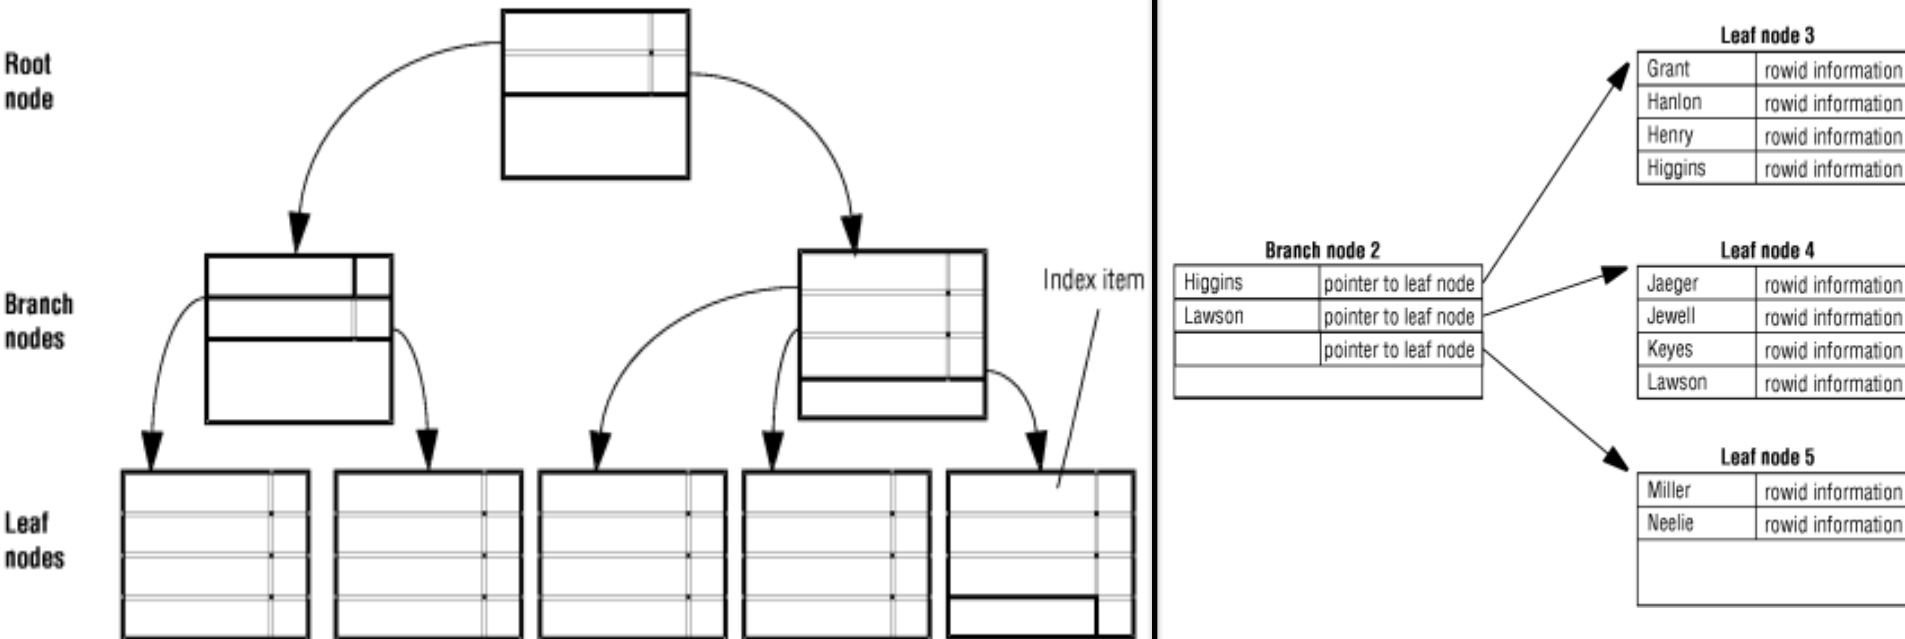 Root
node
Branch
nodes
Leaf
nodes
Index item
Branch node 2
Higgins pointer to leaf node
Lawson pointer to leaf node
pointer to leaf node
Leaf node 3
Grant rowid information
Hanlon rowid information
Henry rowid information
Higgins rowid information
Leaf node 4
Jaeger rowid information
Jewell rowid information
Keyes rowid information
Lawson rowid information
Leaf node 5
Miller rowid information
Neelie rowid information